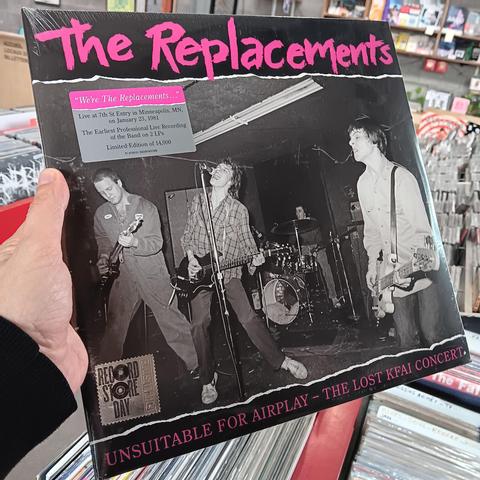 The Replacements
"We're The Replacements..."
Live at 7th St Entry in Minneapolis, MN,
on January 23, 1981
The Earliest Professional Live Recording
of the Band on 2 LPs
Limited Edition of 14,000
RECORD
STORE
DAY
UNSUITABLE FOR AIRPLAY – THE LOST KFAI CONCERT